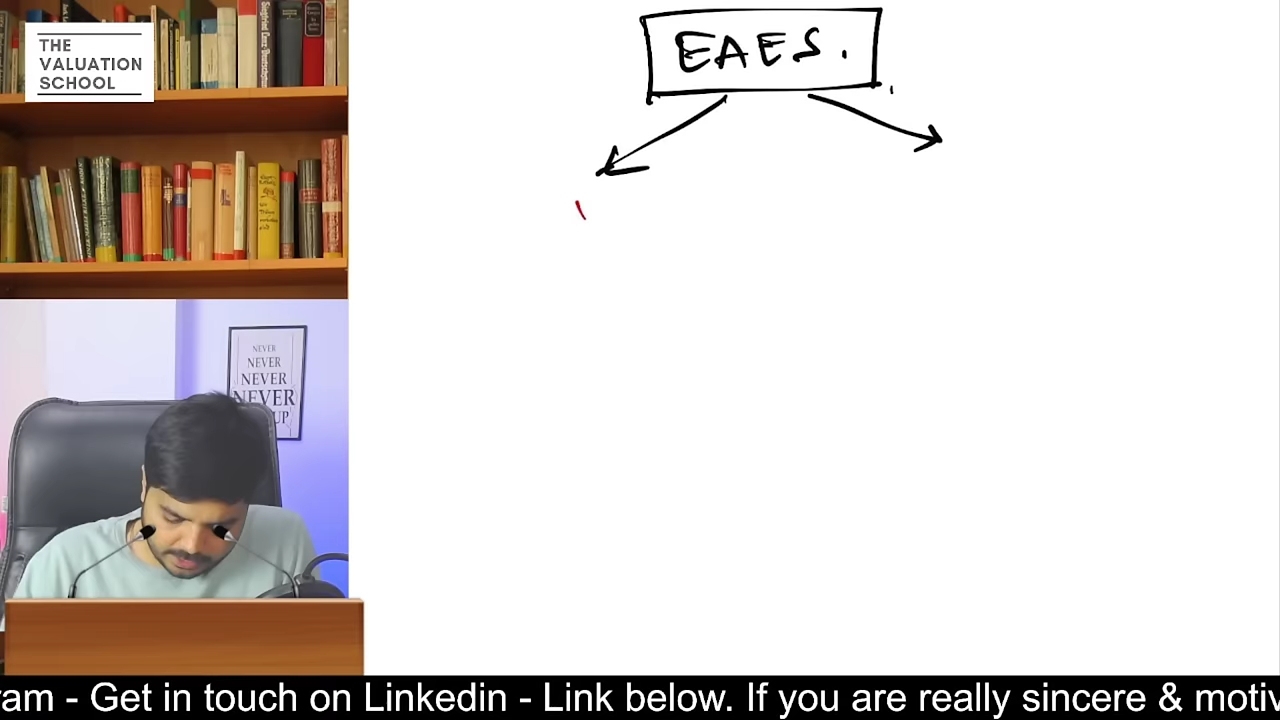 THE
VALUATION
SCHOOL
EAES.
NEVER
NEVER
NEVER
NEVER
UP
ram - Get in touch on Linkedin - Link below. If you are really sincere & motiv